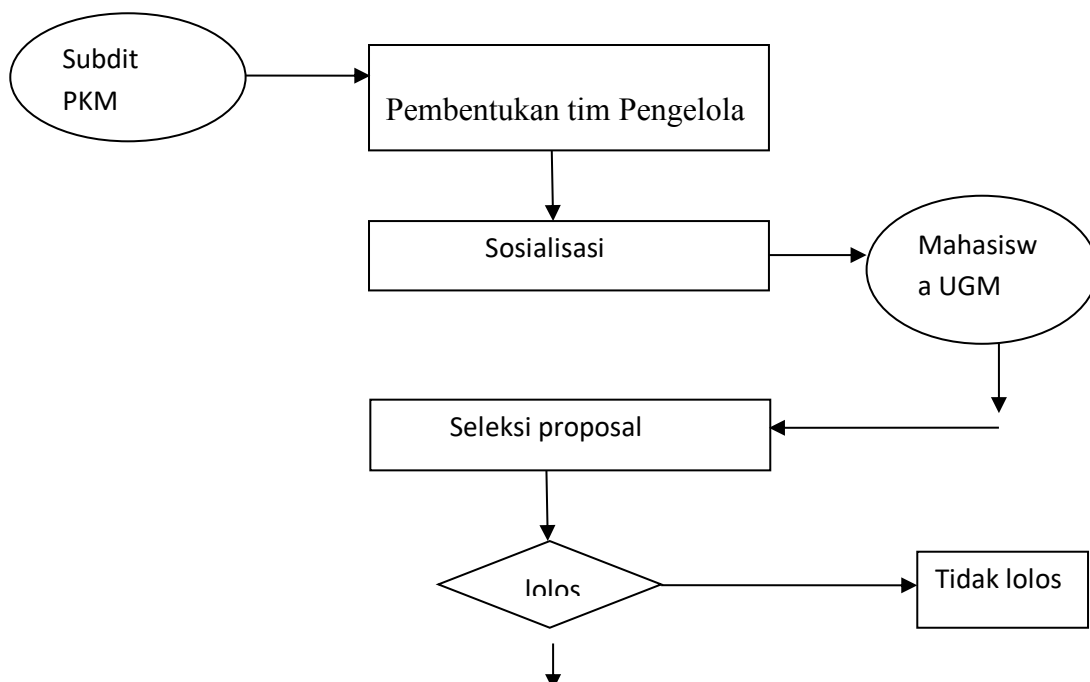 Subdit
PKM
Pembentukan tim Pengelola
Sosialisasi
Mahasisw
a UGM
Seleksi proposal
lolos
Tidak lolos